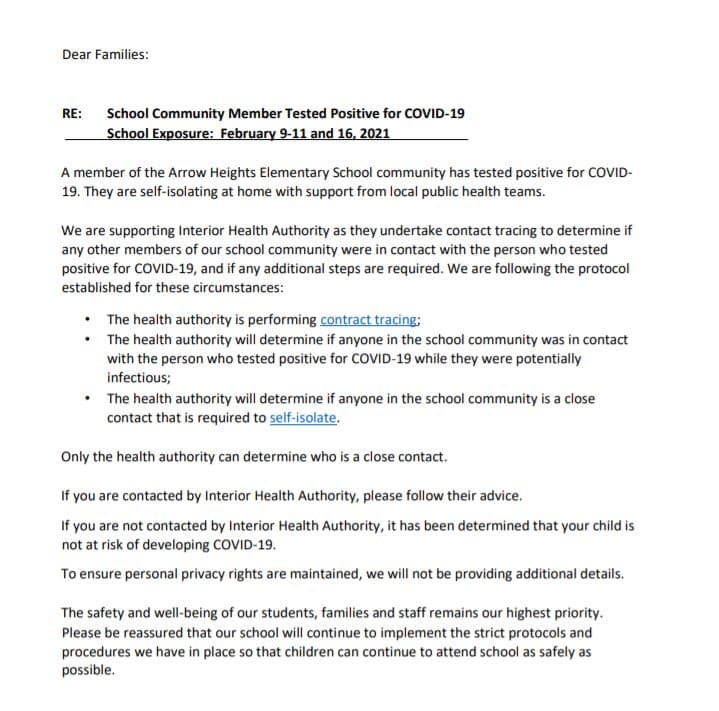 Dear Families:
RE: School Community Member Tested Positive for COVID-19
School Exposure: February 9-11 and 16, 2021
A member of the Arrow Heights Elementary School community has tested positive for COVID-
19. They are self-isolating at home with support from local public health teams.
We are supporting Interior Health Authority as they undertake contact tracing to determine if
any other members of our school community were in contact with the person who tested
positive for COVID-19, and if any additional steps are required. We are following the protocol
established for these circumstances:
• The health authority is performing contract tracing;
• The health authority will determine if anyone in the school community was in contact
with the person who tested positive for COVID-19 while they were potentially
infectious;
• The health authority will determine if anyone in the school community is a close
contact that is required to self-isolate.
Only the health authority can determine who is a close contact.
If you are contacted by Interior Health Authority, please follow their advice.
If you are not contacted by Interior Health Authority, it has been determined that your child is
not at risk of developing COVID-19.
To ensure personal privacy rights are maintained, we will not be providing additional details.
The safety and well-being of our students, families and staff remains our highest priority.
Please be reassured that our school will continue to implement the strict protocols and
procedures we have in place so that children can continue to attend school as safely as
possible.